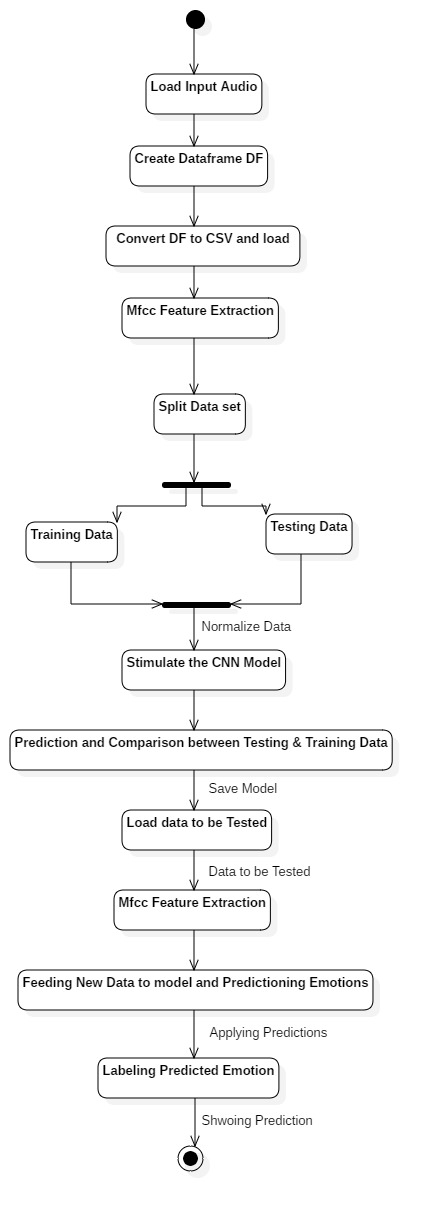 Load Input Audio
Create Dataframe DF
Convert DF to CSV and load
Mfcc Feature Extraction
Split Data set
Training Data
Testing Data
Normalize Data
Stimulate the CNN Model
Prediction and Comparison between Testing & Training Data
Save Model
Load data to be Tested
Data to be Tested
Mfcc Feature Extraction
Feeding New Data to model and Predictioning Emotions
Applying Predictions
Labeling Predicted Emotion
Shwoing Prediction